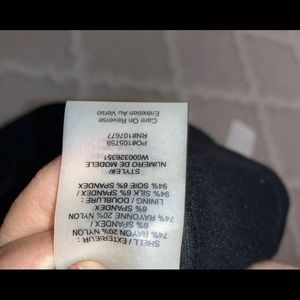 SHELL / EXTERIEUR :
74% RAYON 20% NYLON
6% SPANDEX
74% RAYONNE 20% NYLON
6% SPANDEX
LINING / DOUBLURE :
94% SILK 6% SPANDEX
94% SOIE 6% SPANDEX
STYLE#/
NUMERO DE MODELE
W000326351
PO#105759
RN#107677
Care On Reverse
Entretien Au Verso